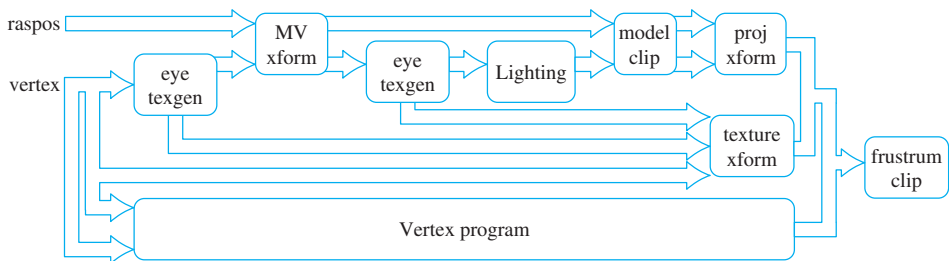 raspos
MV
xform
model
clip
proj
xform
vertex
eye
texgen
eye
texgen
Lighting
texture
xform
frustrum
clip
Vertex program